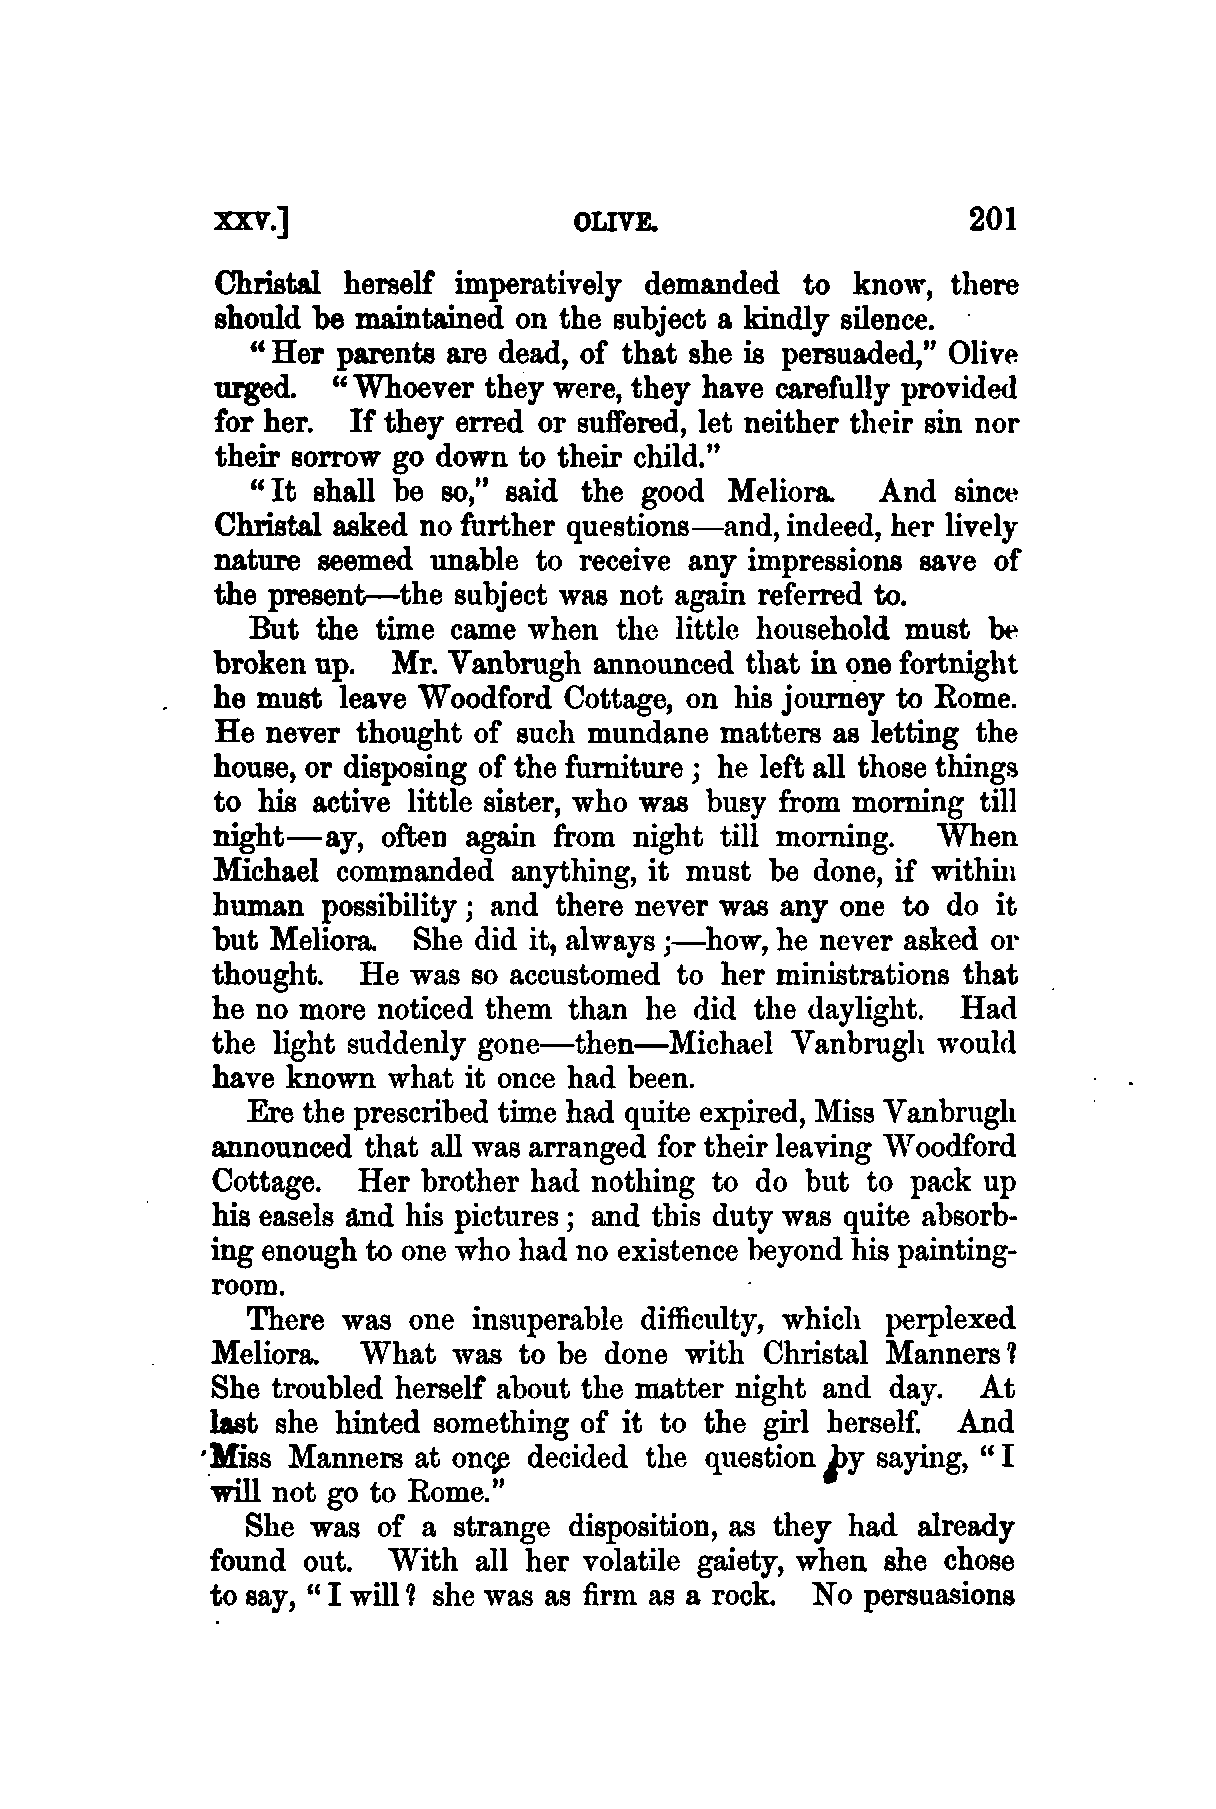 XXV.] OLIVE. 201
Christal herself imperatively demanded to know, there
should be maintained on the subject a kindly silence.
"Her parents are dead, of that she is persuaded," Olive
urged. "Whoever they were, they have carefully provided
for her. If they erred or suffered, let neither their sin nor
their sorrow go down to their child."
"It shall be so," said the good Meliora. And since
Christal asked no further questions—and, indeed, her lively
nature seemed unable to receive any impressions save of
the present—the subject was not again referred to.
But the time came when the little household must be
broken up. Mr. Vanbrugh announced that in one fortnight
he must leave Woodford Cottage, on his journey to Rome.
He never thought of such mundane matters as letting the
house, or disposing of the furniture; he left all those things
to his active little sister, who was busy from morning till
night—ay, often again from night till morning. When
Michael commanded anything, it must be done, if within
human possibility; and there never was any one to do it
but Meliora. She did it, always;—how, he never asked or
thought. He was so accustomed to her ministrations that
he no more noticed them than he did the daylight. Had
the light suddenly gone—then—Michael Vanbrugh would
have known what it once had been.
Ere the prescribed time had quite expired, Miss Vanbrugh
announced that all was arranged for their leaving Woodford
Cottage. Her brother had nothing to do but to pack up
his easels and his pictures; and this duty was quite absorb-
ing enough to one who had no existence beyond his painting-
room.
There was one insuperable difficulty, which perplexed
Meliora. What was to be done with Christal Manners?
She troubled herself about the matter night and day. At
last she hinted something of it to the girl herself. And
Miss Manners at once decided the question by saying, "I
will not go to Rome."
She was of a strange disposition, as they had already
found out. With all her volatile gaiety, when she chose
to say, "I will? she was as firm as a rock. No persuasions